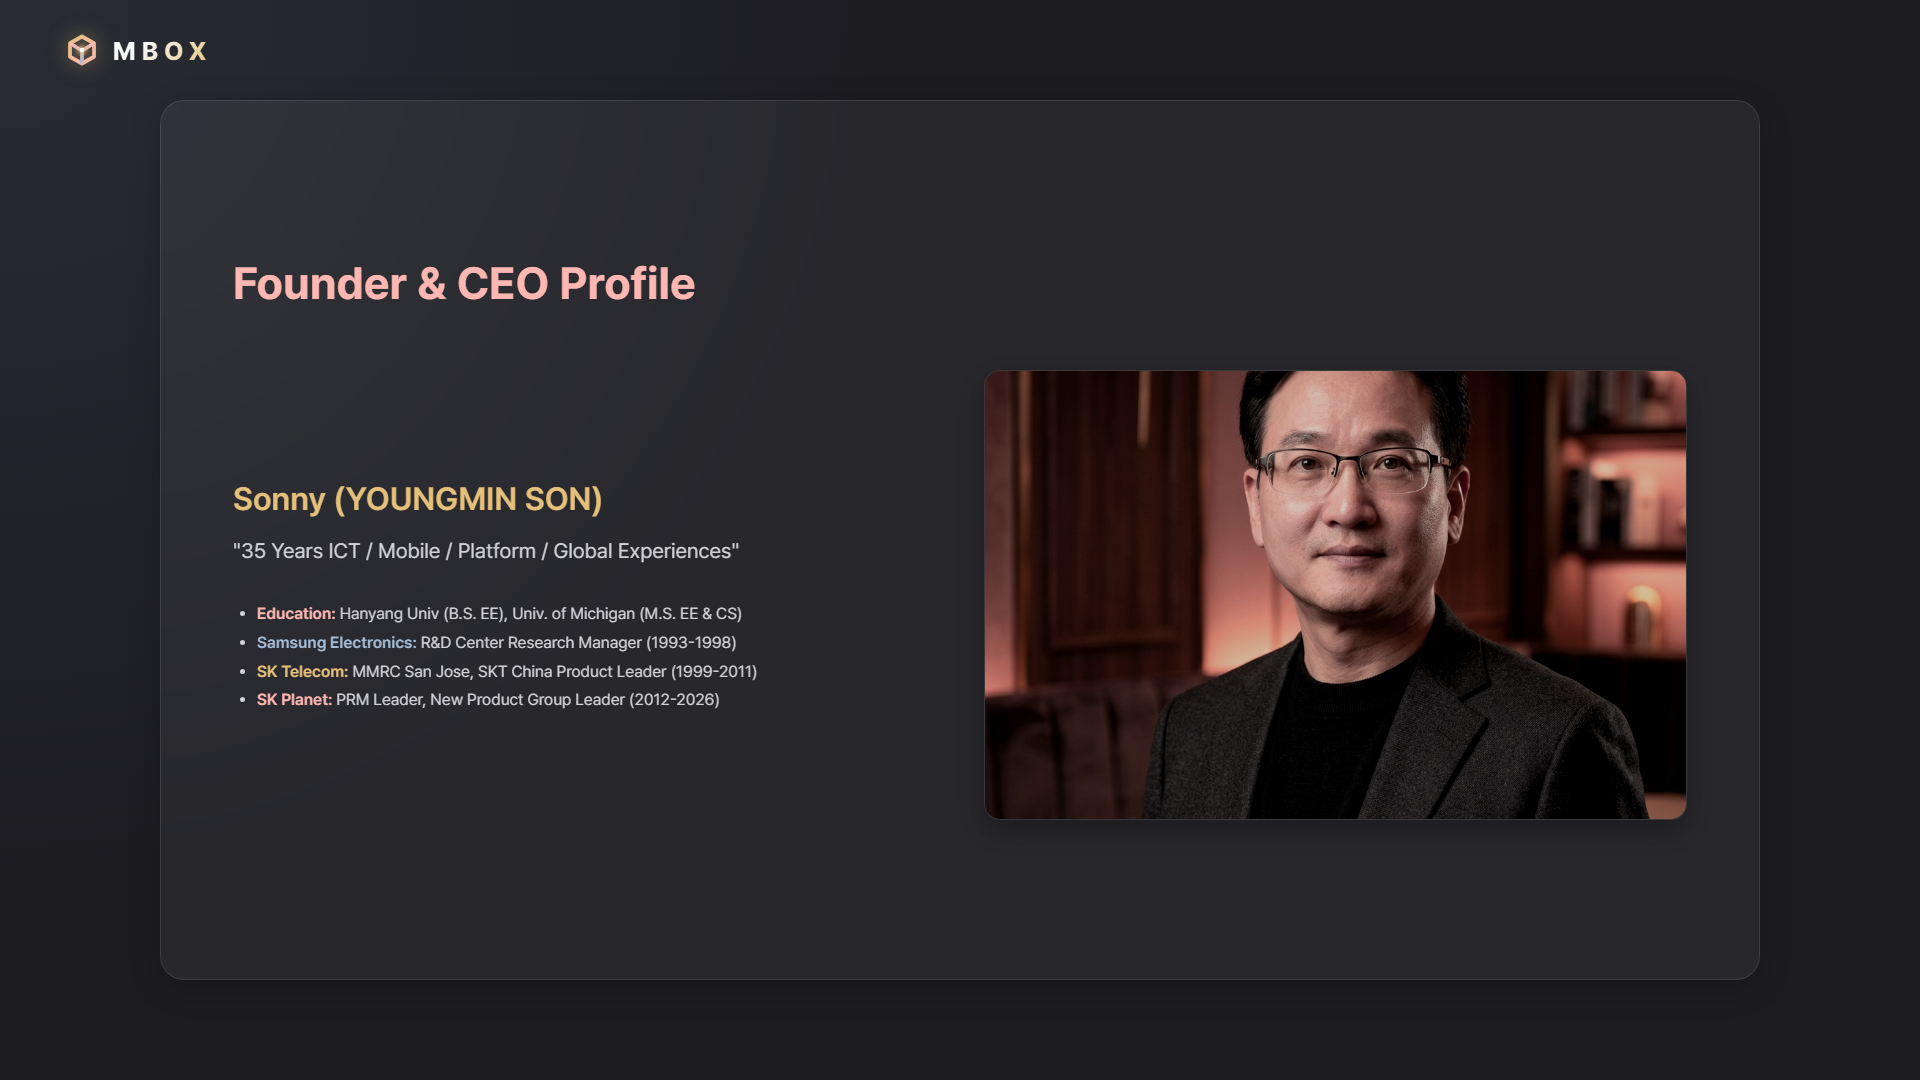 MBOX
Founder & CEO Profile
Sonny (YOUNGMIN SON)
"35 Years ICT / Mobile / Platform / Global Experiences"
• Education: Hanyang Univ (B.S. EE), Univ. of Michigan (M.S. EE & CS)
• Samsung Electronics: R&D Center Research Manager (1993-1998)
• SK Telecom: MMRC San Jose, SKT China Product Leader (1999-2011)
• SK Planet: PRM Leader, New Product Group Leader (2012-2026)